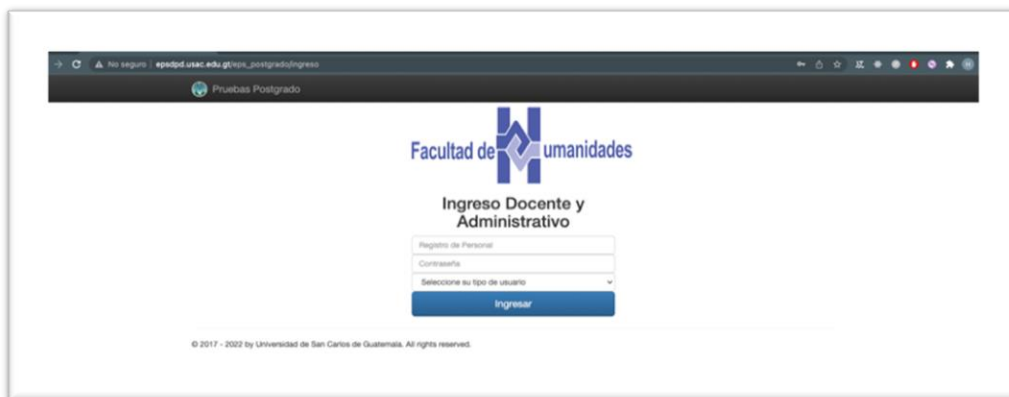 No seguro | epsdpd.usac.edu.gt/eps_postgrado/ingreso
Pruebas Postgrado
Facultad de Humanidades
Ingreso Docente y
Administrativo
Registro de Personal
Contraseña
Seleccione su tipo de usuario
Ingresar
© 2017 - 2022 by Universidad de San Carlos de Guatemala. All rights reserved.